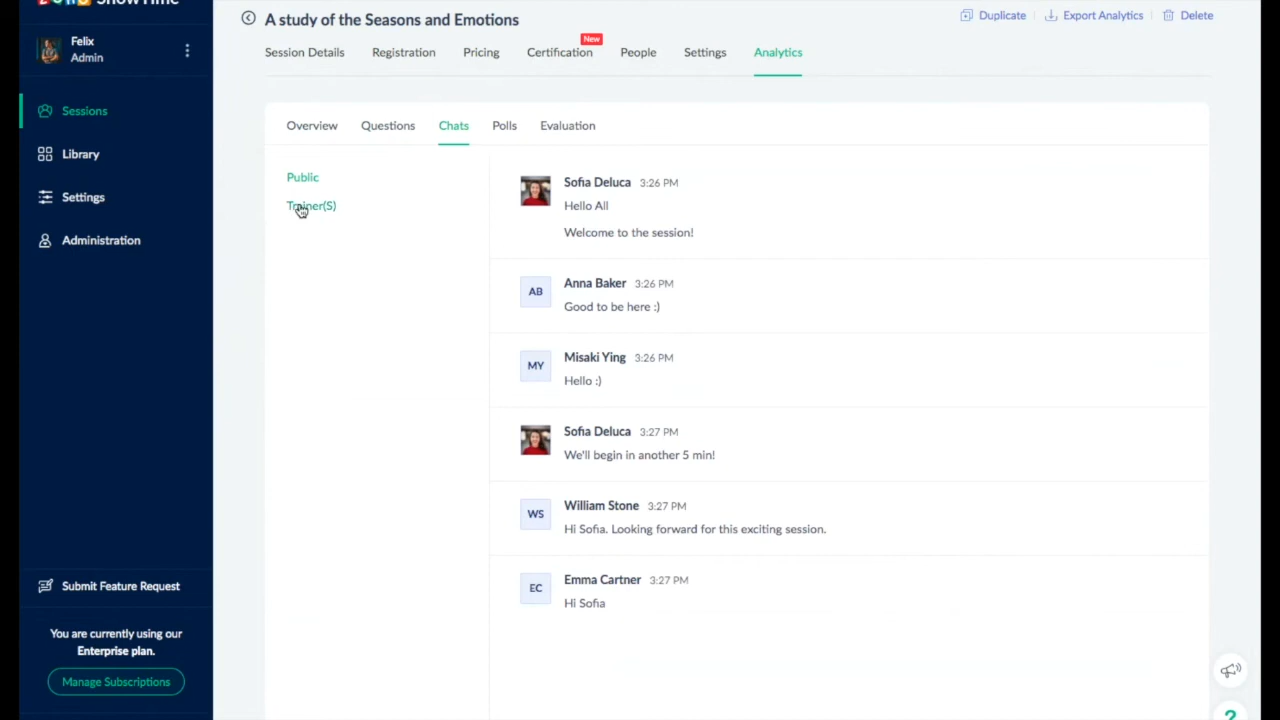 ZOHO ShowTime
Felix
Admin
Sessions
Library
Settings
Administration
Submit Feature Request
You are currently using our
Enterprise plan.
Manage Subscriptions
A study of the Seasons and Emotions
Duplicate
Export Analytics
Delete
Session Details
Registration
Pricing
Certification
New
People
Settings
Analytics
Overview
Questions
Chats
Polls
Evaluation
Public
Trainer(S)
Sofia Deluca 3:26 PM
Hello All
Welcome to the session!
AB
Anna Baker 3:26 PM
Good to be here :)
MY
Misaki Ying 3:26 PM
Hello :)
Sofia Deluca 3:27 PM
We'll begin in another 5 min!
WS
William Stone 3:27 PM
Hi Sofia. Looking forward for this exciting session.
EC
Emma Cartner 3:27 PM
Hi Sofia
?